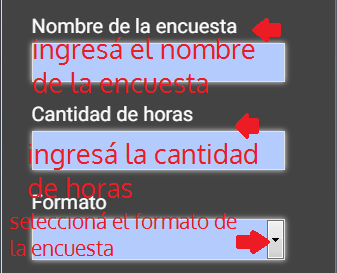 Nombre de la encuesta
ingresá el nombre
de la encuesta
Cantidad de horas
ingresá la cantidad
de horas
Formato
seleccioná el formato de
la encuesta